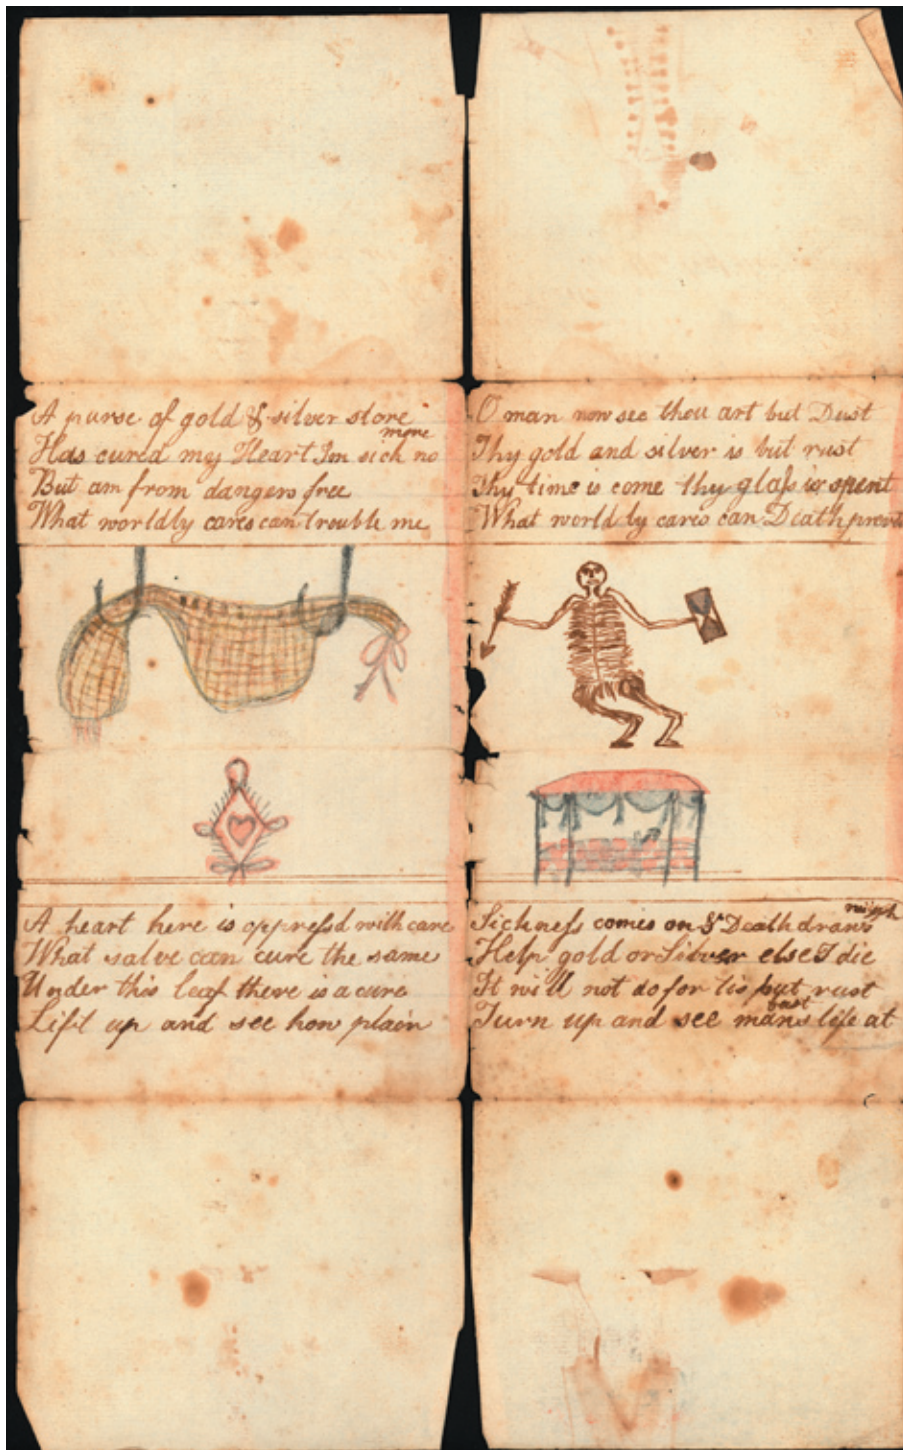 A purse of gold & silver store
Has cured my Heart Im sick no more
But am from dangers free
What worldly cares can trouble me
O man now see thou art but Dust
Thy gold and silver is but rust
Thy time is come thy glaſs is spent
What worldly cares can Death
A heart here is oppreſsd with care
What salve can cure the same
Under this leaf there is a cure
Lift up and see how plain
Sickneſs comes on & Death draws
Help gold or Silver else I die
It will not do for tis but rust
Turn up and see mans life at best